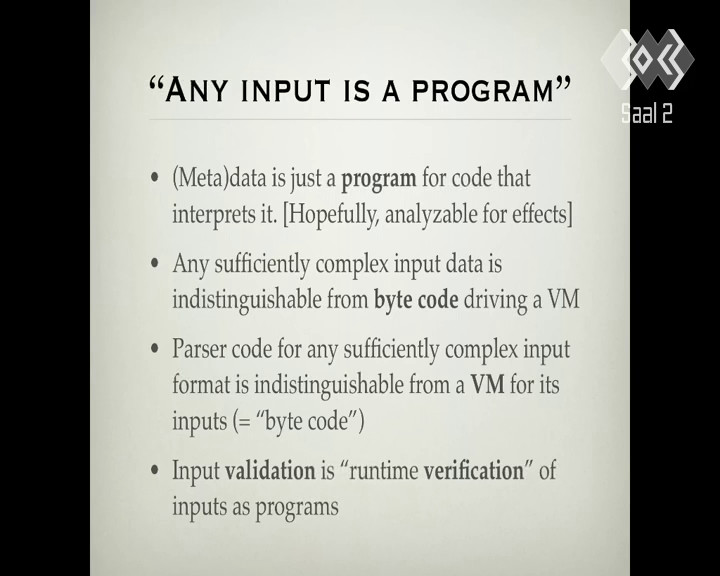 “ANY INPUT IS A PROGRAM”
Saal 2
• (Meta)data is just a program for code that
interprets it. [Hopefully, analyzable for effects]
• Any sufficiently complex input data is
indistinguishable from byte code driving a VM
• Parser code for any sufficiently complex input
format is indistinguishable from a VM for its
inputs (= “byte code”)
• Input validation is “runtime verification” of
inputs as programs